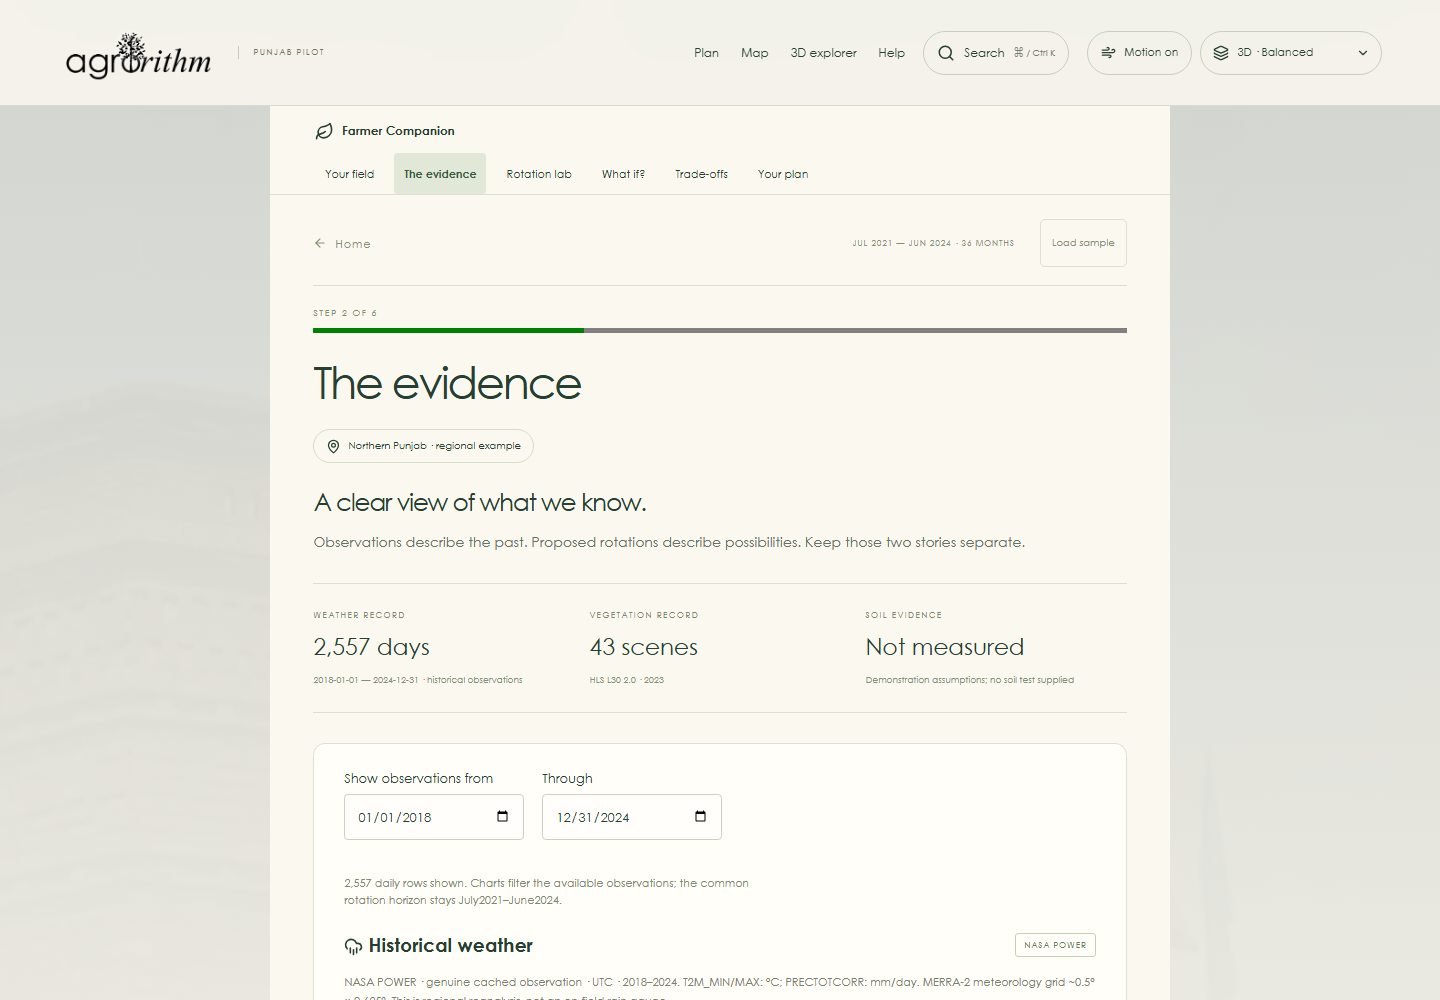 agrorithm
PUNJAB PILOT
Plan
Map
3D explorer
Help
Search ⌘ / Ctrl K
Motion on
3D · Balanced
Farmer Companion
Your field
The evidence
Rotation lab
What if?
Trade-offs
Your plan
← Home
JUL 2021 — JUN 2024 · 36 MONTHS
Load sample
STEP 2 OF 6
The evidence
Northern Punjab · regional example
A clear view of what we know.
Observations describe the past. Proposed rotations describe possibilities. Keep those two stories separate.
WEATHER RECORD
2,557 days
2018-01-01 — 2024-12-31 · historical observations
VEGETATION RECORD
43 scenes
HLS L30 2.0 · 2023
SOIL EVIDENCE
Not measured
Demonstration assumptions; no soil test supplied
Show observations from
01/01/2018
Through
12/31/2024
2,557 daily rows shown. Charts filter the available observations; the common
rotation horizon stays July2021–June2024.
Historical weather
NASA POWER
NASA POWER · genuine cached observation · UTC · 2018–2024. T2M_MIN/MAX: °C; PRECTOTCORR: mm/day. MERRA-2 meteorology grid ~0.5°